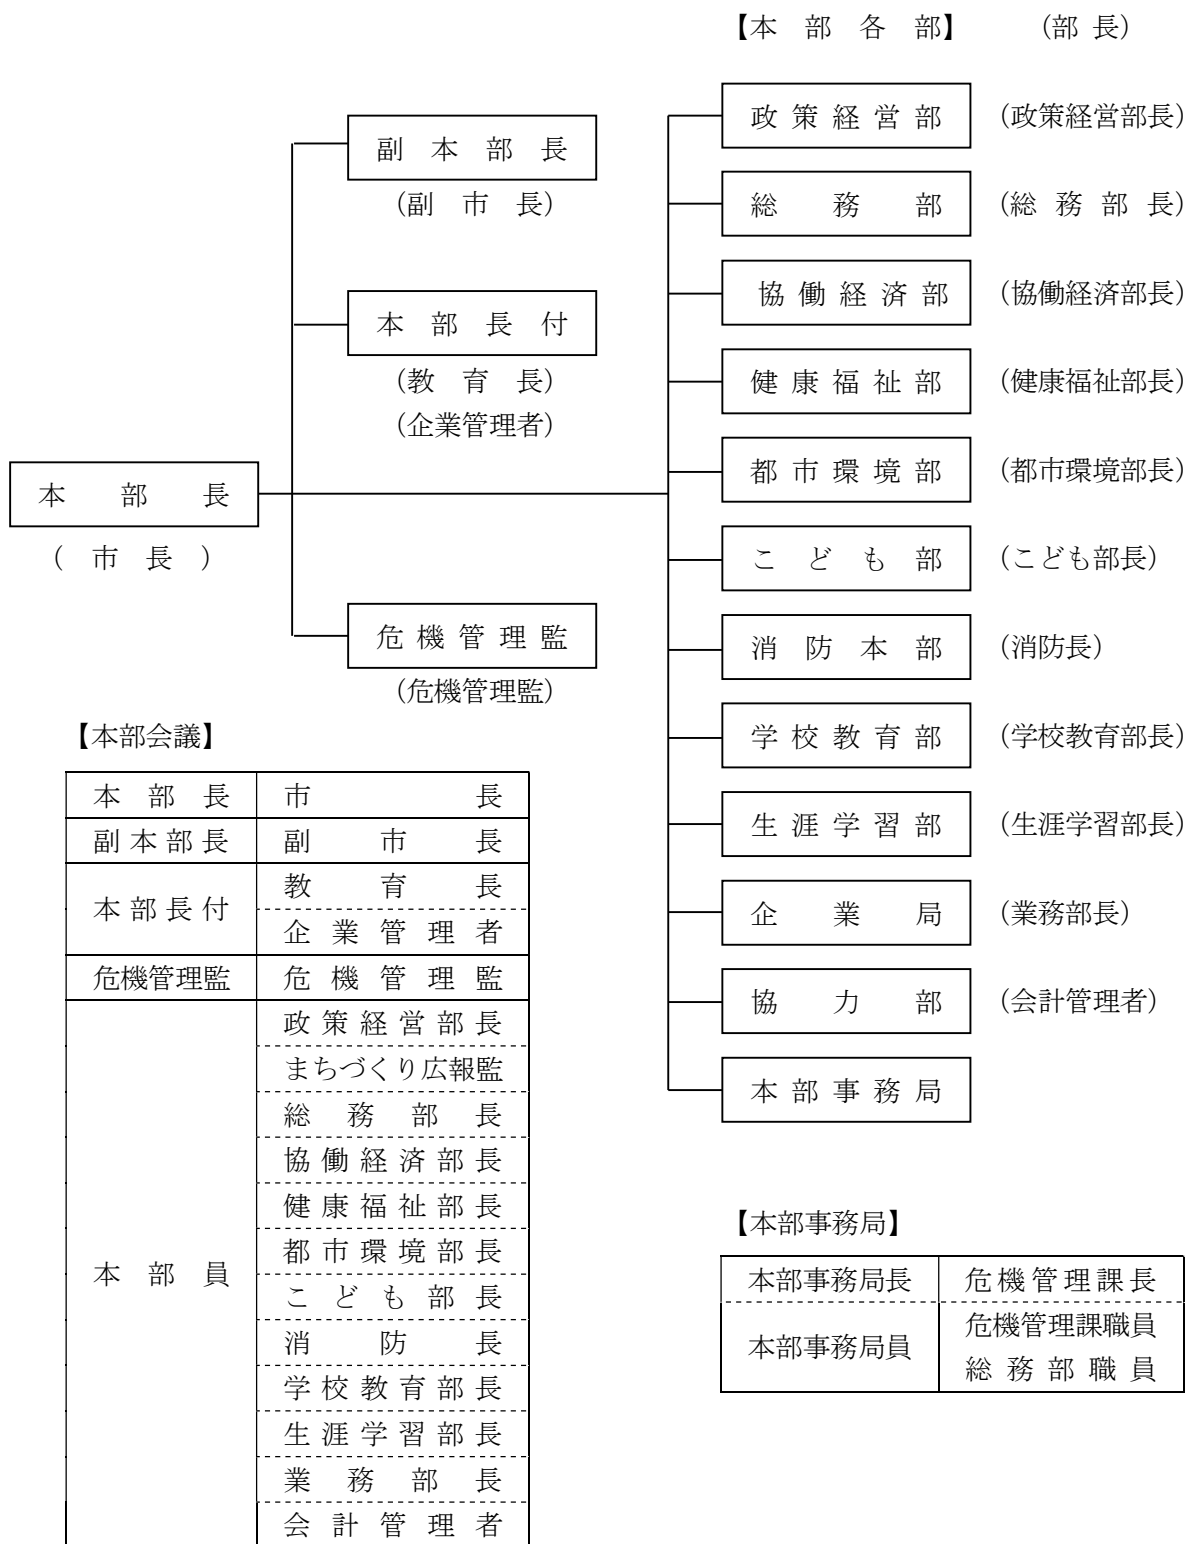 【本部各部】 (部長)
本部長
(市長)
副本部長
(副市長)
本部長付
(教育長)
(企業管理者)
危機管理監
(危機管理監)
政策経営部 (政策経営部長)
総務部 (総務部長)
協働経済部 (協働経済部長)
健康福祉部 (健康福祉部長)
都市環境部 (都市環境部長)
こども部 (こども部長)
消防本部 (消防長)
学校教育部 (学校教育部長)
生涯学習部 (生涯学習部長)
企業局 (業務部長)
協力部 (会計管理者)
本部事務局
【本部会議】
本部長 市長
副本部長 副市長
本部長付 教育長
企業管理者
危機管理監 危機管理監
本部員 政策経営部長
まちづくり広報監
総務部長
協働経済部長
健康福祉部長
都市環境部長
こども部長
消防長
学校教育部長
生涯学習部長
業務部長
会計管理者
【本部事務局】
本部事務局長 危機管理課長
本部事務局員 危機管理課職員
総務部職員